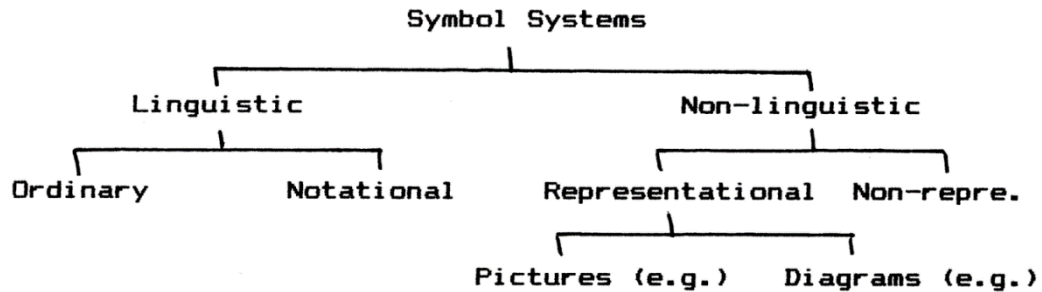 Symbol Systems
Linguistic Non-linguistic
Ordinary Notational Representational Non-repre.
Pictures (e.g.) Diagrams (e.g.)